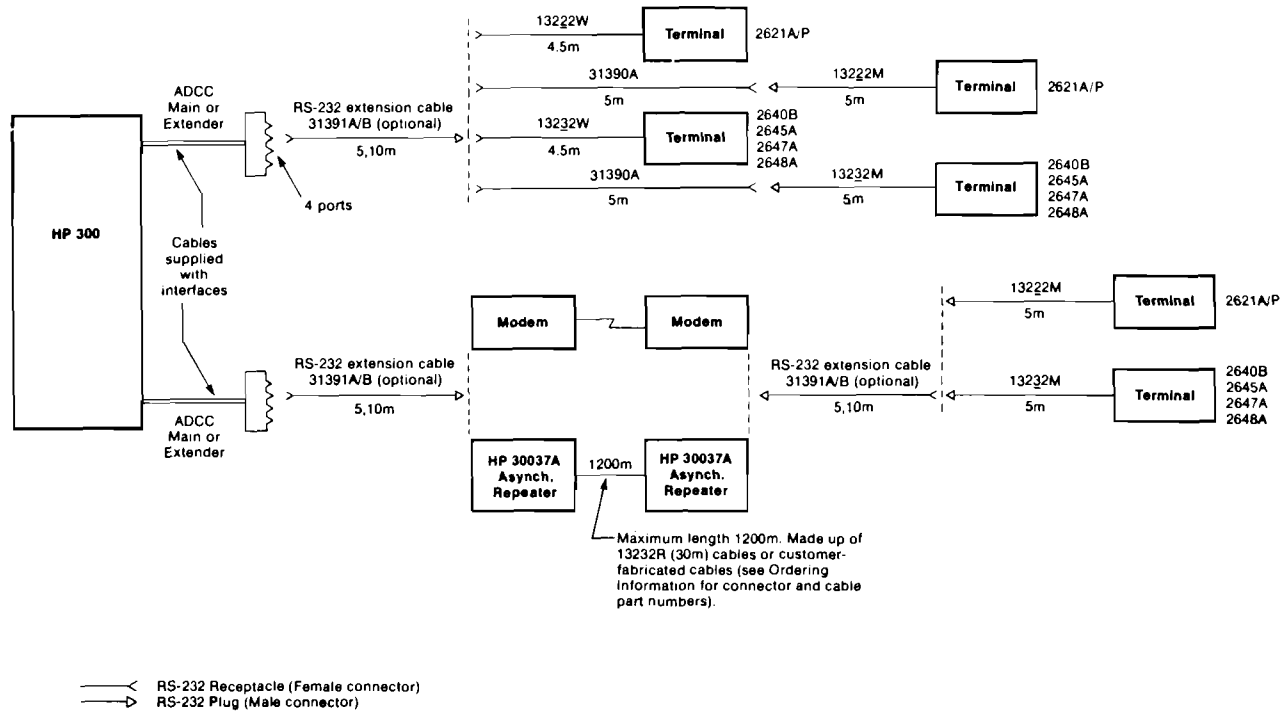 HP 300
ADCC
Main or
Extender
4 ports
Cables
supplied
with
interfaces
RS-232 extension cable
31391A/B (optional)
5,10m
13222W
4.5m
Terminal
2621A/P
31390A
5m
13222M
5m
Terminal
2621A/P
13232W
4.5m
Terminal
2640B
2645A
2647A
2648A
31390A
5m
13232M
5m
Terminal
2640B
2645A
2647A
2648A
ADCC
Main or
Extender
RS-232 extension cable
31391A/B (optional)
5,10m
Modem
Modem
HP 30037A
Asynch.
Repeater
1200m
HP 30037A
Asynch.
Repeater
Maximum length 1200m. Made up of
13232R (30m) cables or customer-
fabricated cables (see Ordering
Information for connector and cable
part numbers).
RS-232 extension cable
31391A/B (optional)
5,10m
13222M
5m
Terminal
2621A/P
13232M
5m
Terminal
2640B
2645A
2647A
2648A
RS-232 Receptacle (Female connector)
RS-232 Plug (Male connector)